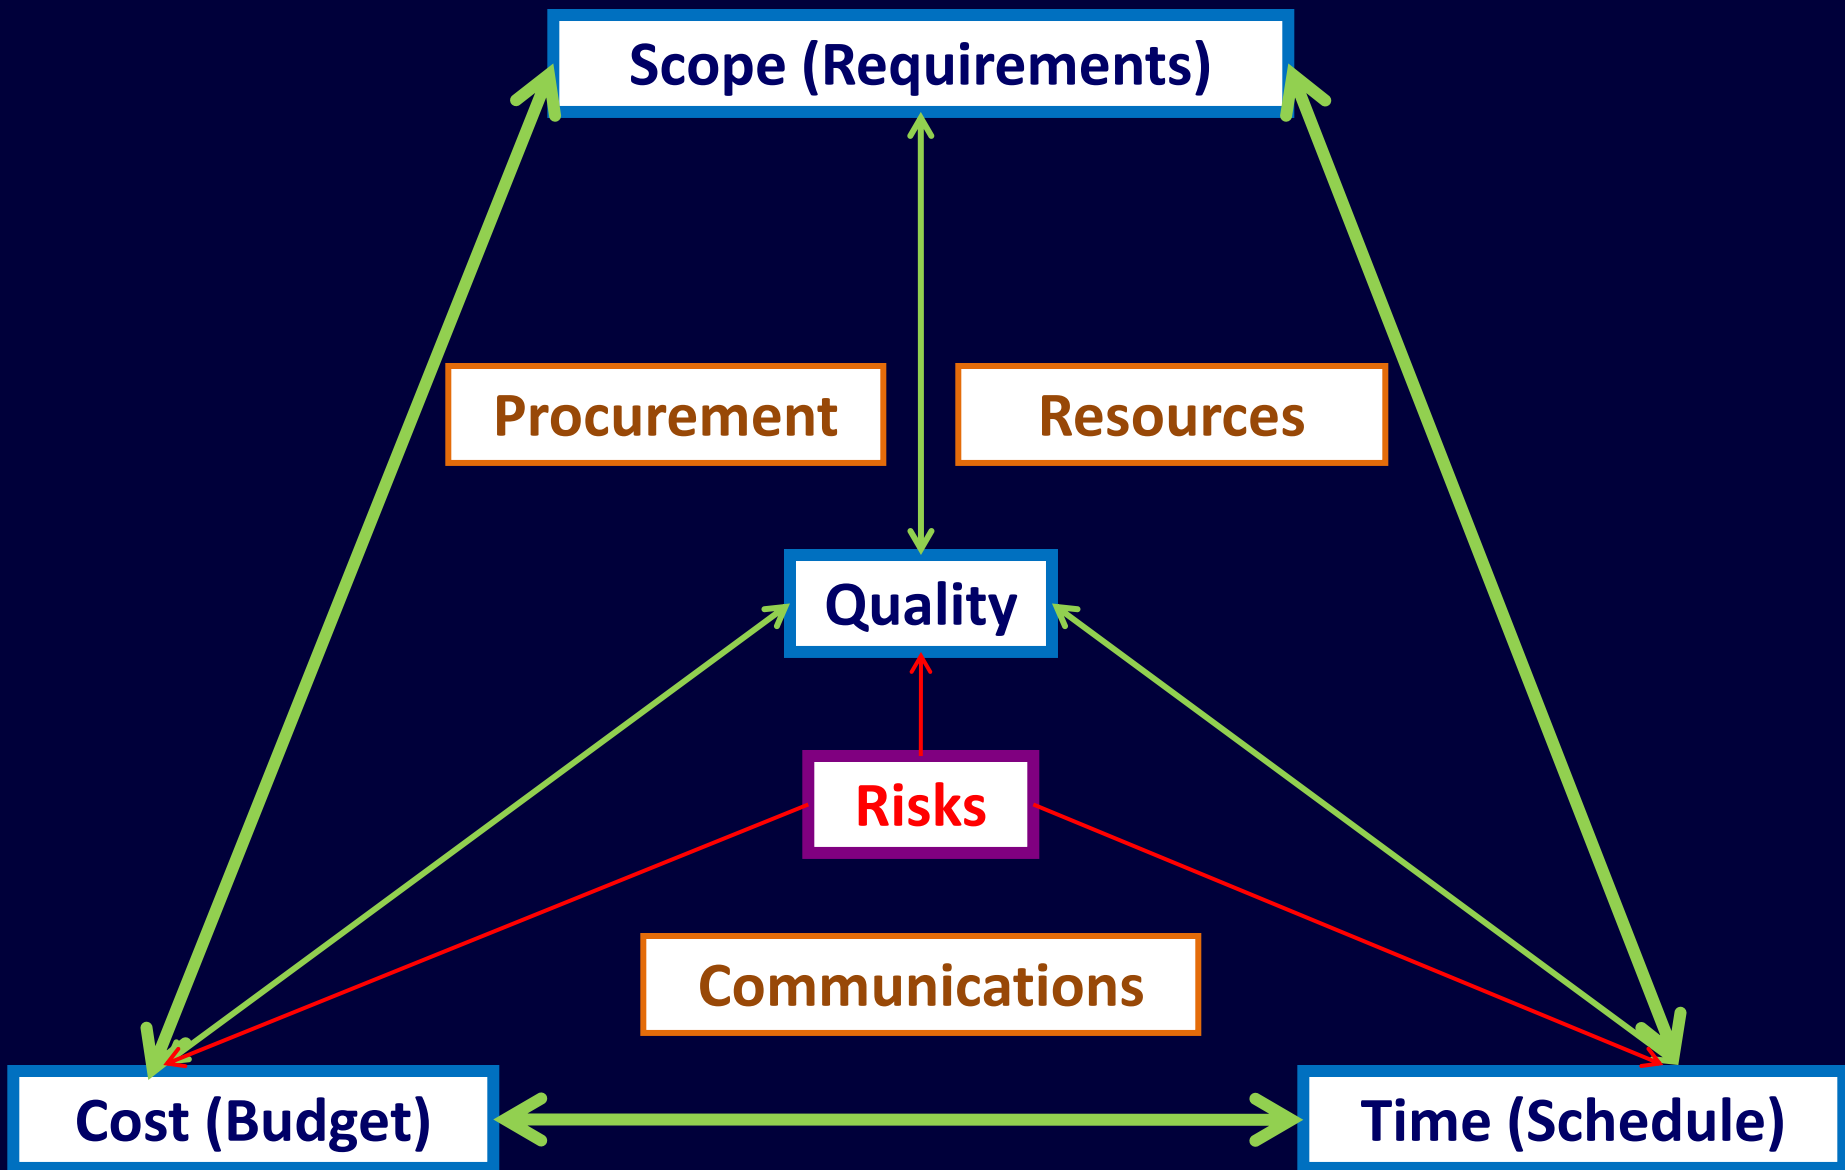 Scope (Requirements)
Procurement
Resources
Quality
Risks
Communications
Cost (Budget)
Time (Schedule)